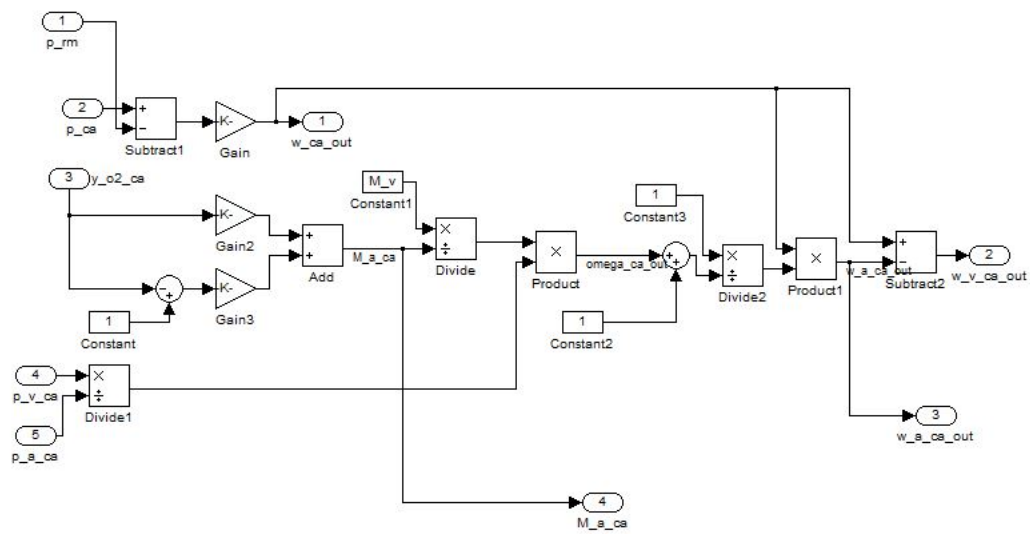 1
p_rm
2
p_ca
+
−
Subtract1
K-
Gain
1
w_ca_out
3
y_o2_ca
K-
Gain2
M_v
Constant1
1
Constant3
+
+
Add
M_a_ca
×
÷
Divide
×
Product
omega_ca_out
+
+
×
÷
Divide2
×
Product1
w_a_ca_out
+
−
Subtract2
2
w_v_ca_out
−
+
K-
Gain3
1
Constant
1
Constant2
4
p_v_ca
×
÷
Divide1
5
p_a_ca
3
w_a_ca_out
4
M_a_ca